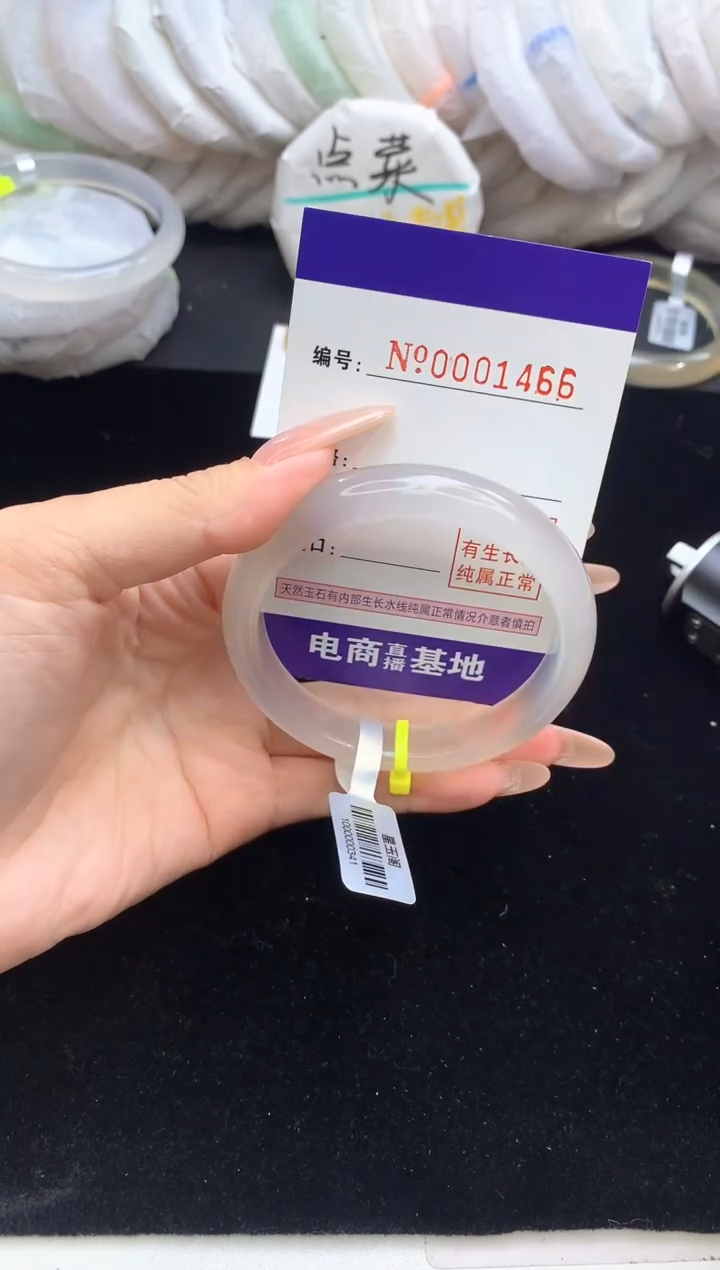 点菜
编号:
Nº0001466
口:
有生长
纯属正常
天然玉石有内部生长水线纯属正常情况介意者慎拍
电商直播基地
1000000341